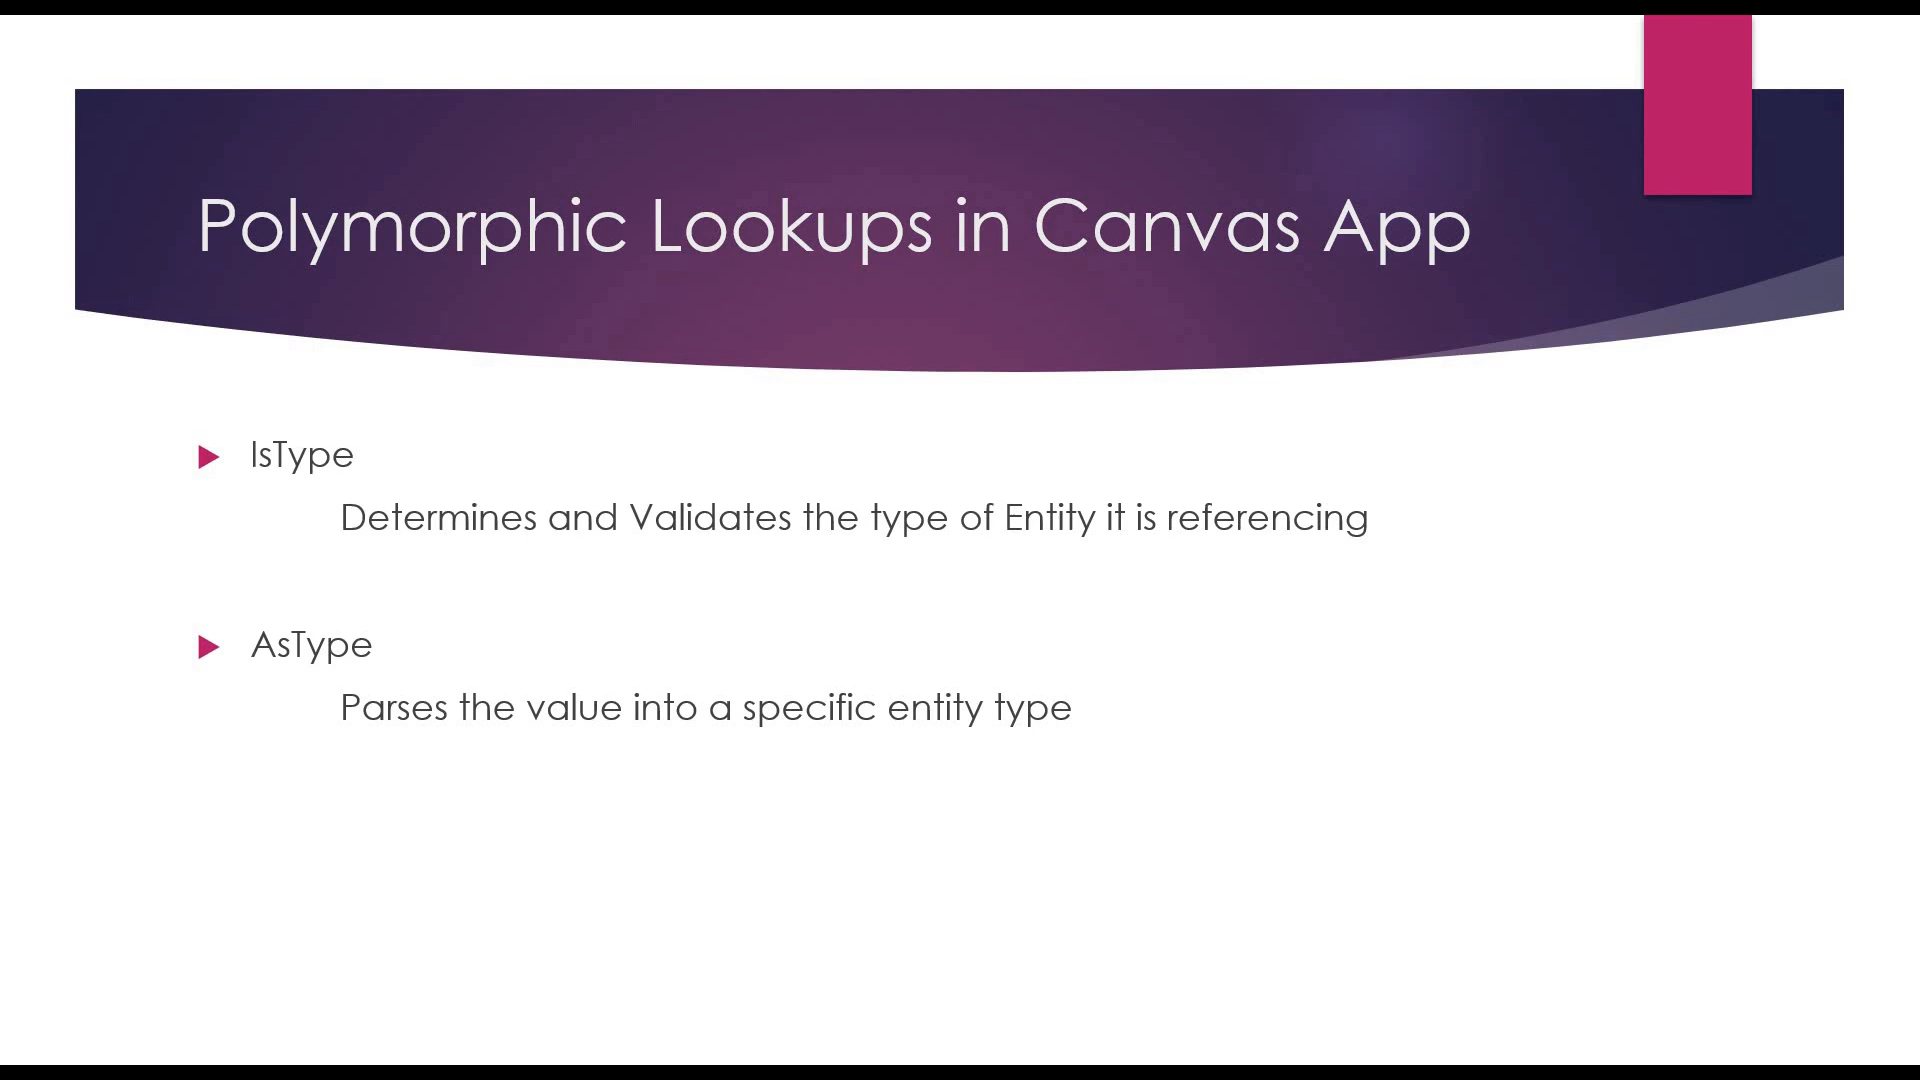 Polymorphic Lookups in Canvas App
IsType
Determines and Validates the type of Entity it is referencing
AsType
Parses the value into a specific entity type